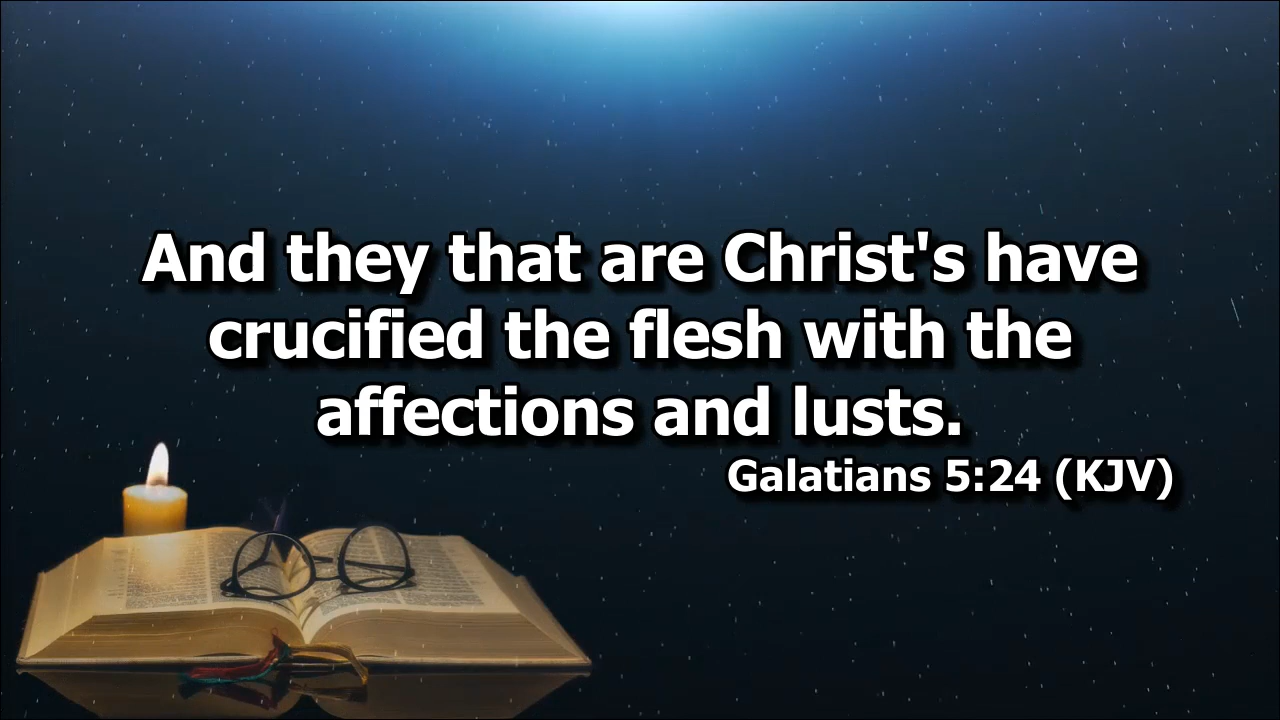 And they that are Christ's have
crucified the flesh with the
affections and lusts.
Galatians 5:24 (KJV)